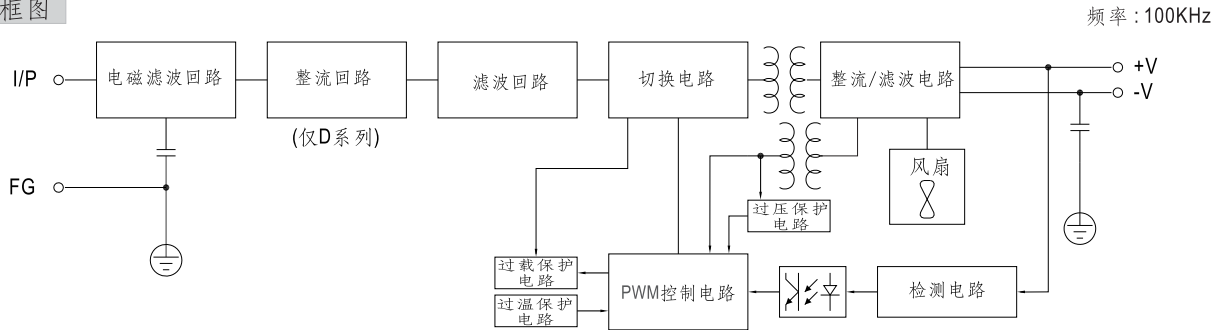 框图
频率 : 100KHz
I/P
电磁滤波回路
整流回路
滤波回路
切换电路
整流/滤波电路
+V
-V
(仅D系列)
FG
风扇
过压保护
电路
过载保护
电路
PWM控制电路
检测电路
过温保护
电路